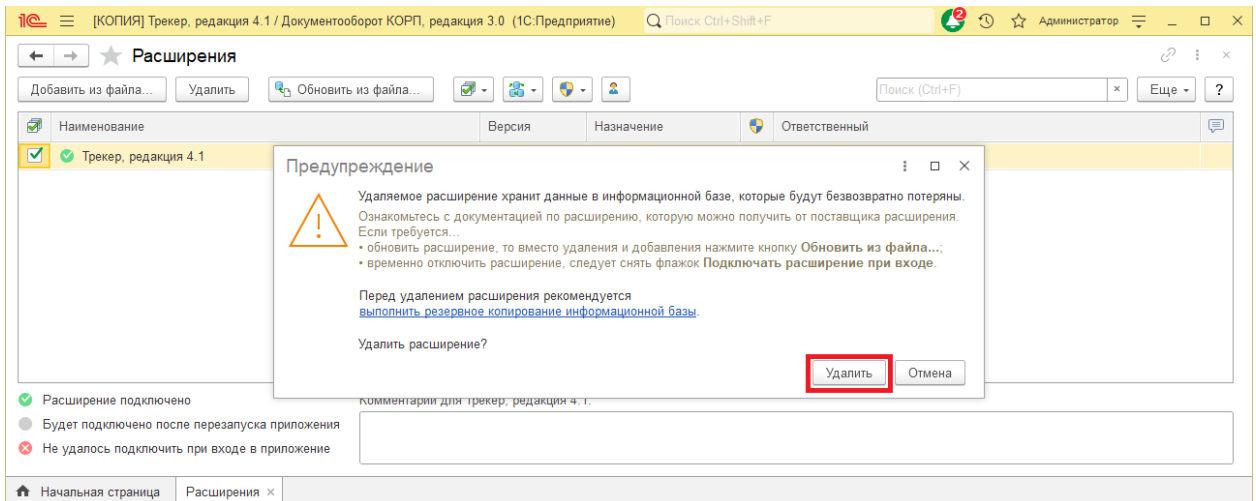 [КОПИЯ] Трекер, редакция 4.1 / Документооборот КОРП, редакция 3.0 (1С:Предприятие) Поиск Ctrl+Shift+F 2 Администратор
Расширения
Добавить из файла... Удалить Обновить из файла... Поиск (Ctrl+F) × Еще ?
Наименование Версия Назначение Ответственный
Трекер, редакция 4.1
Предупреждение
Удаляемое расширение хранит данные в информационной базе, которые будут безвозвратно потеряны.
Ознакомьтесь с документацией по расширению, которую можно получить от поставщика расширения.
Если требуется...
• обновить расширение, то вместо удаления и добавления нажмите кнопку Обновить из файла...;
• временно отключить расширение, следует снять флажок Подключать расширение при входе.
Перед удалением расширения рекомендуется
выполнить резервное копирование информационной базы.
Удалить расширение?
Удалить Отмена
Расширение подключено Комментарий для Трекер, редакция 4.1:
Будет подключено после перезапуска приложения
Не удалось подключить при входе в приложение
Начальная страница Расширения ×